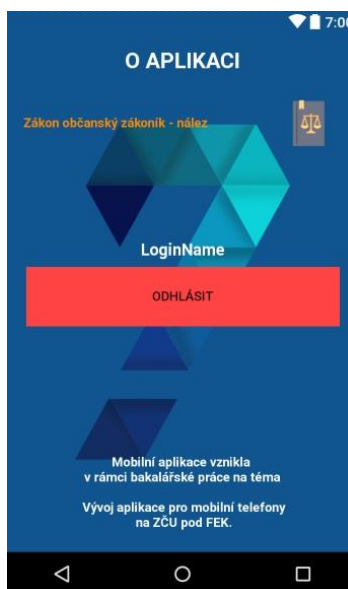 7:00
O APLIKACI
Zákon občanský zákoník - nález
LoginName
ODHLÁSIT
Mobilní aplikace vznikla
v rámci bakalářské práce na téma
Vývoj aplikace pro mobilní telefony
na ZČU pod FEK.